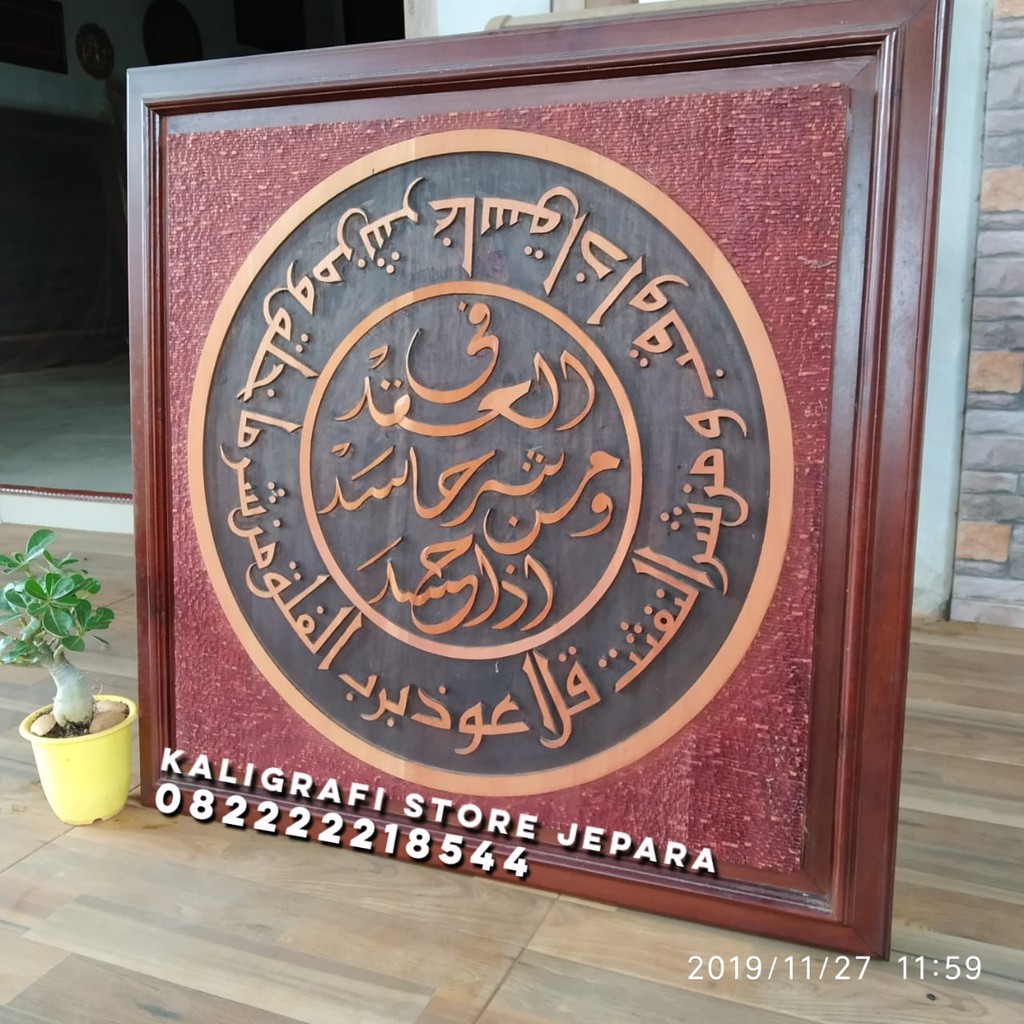 قل اعوذ برب الفلق من شر ما خلق ومن شر غاسق اذا وقب ومن شر النفثت
في
العقد
ومن شر حاسد
اذا حسد
KALIGRAFI STORE JEPARA
082222218544
2019/11/27 11:59